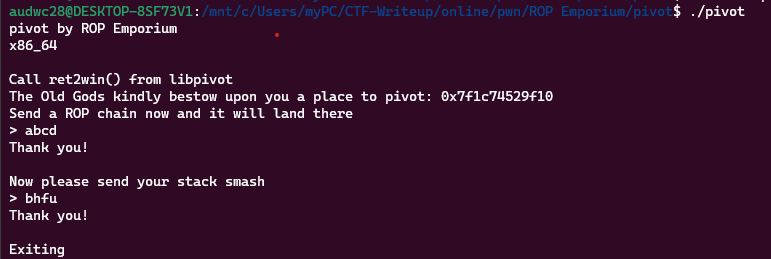 audwc28@DESKTOP-8SF73V1:/mnt/c/Users/myPC/CTF-Writeup/online/pwn/ROP Emporium/pivot$ ./pivot
pivot by ROP Emporium
x86_64
Call ret2win() from libpivot
The Old Gods kindly bestow upon you a place to pivot: 0x7f1c74529f10
Send a ROP chain now and it will land there
> abcd
Thank you!
Now please send your stack smash
> bhfu
Thank you!
Exiting